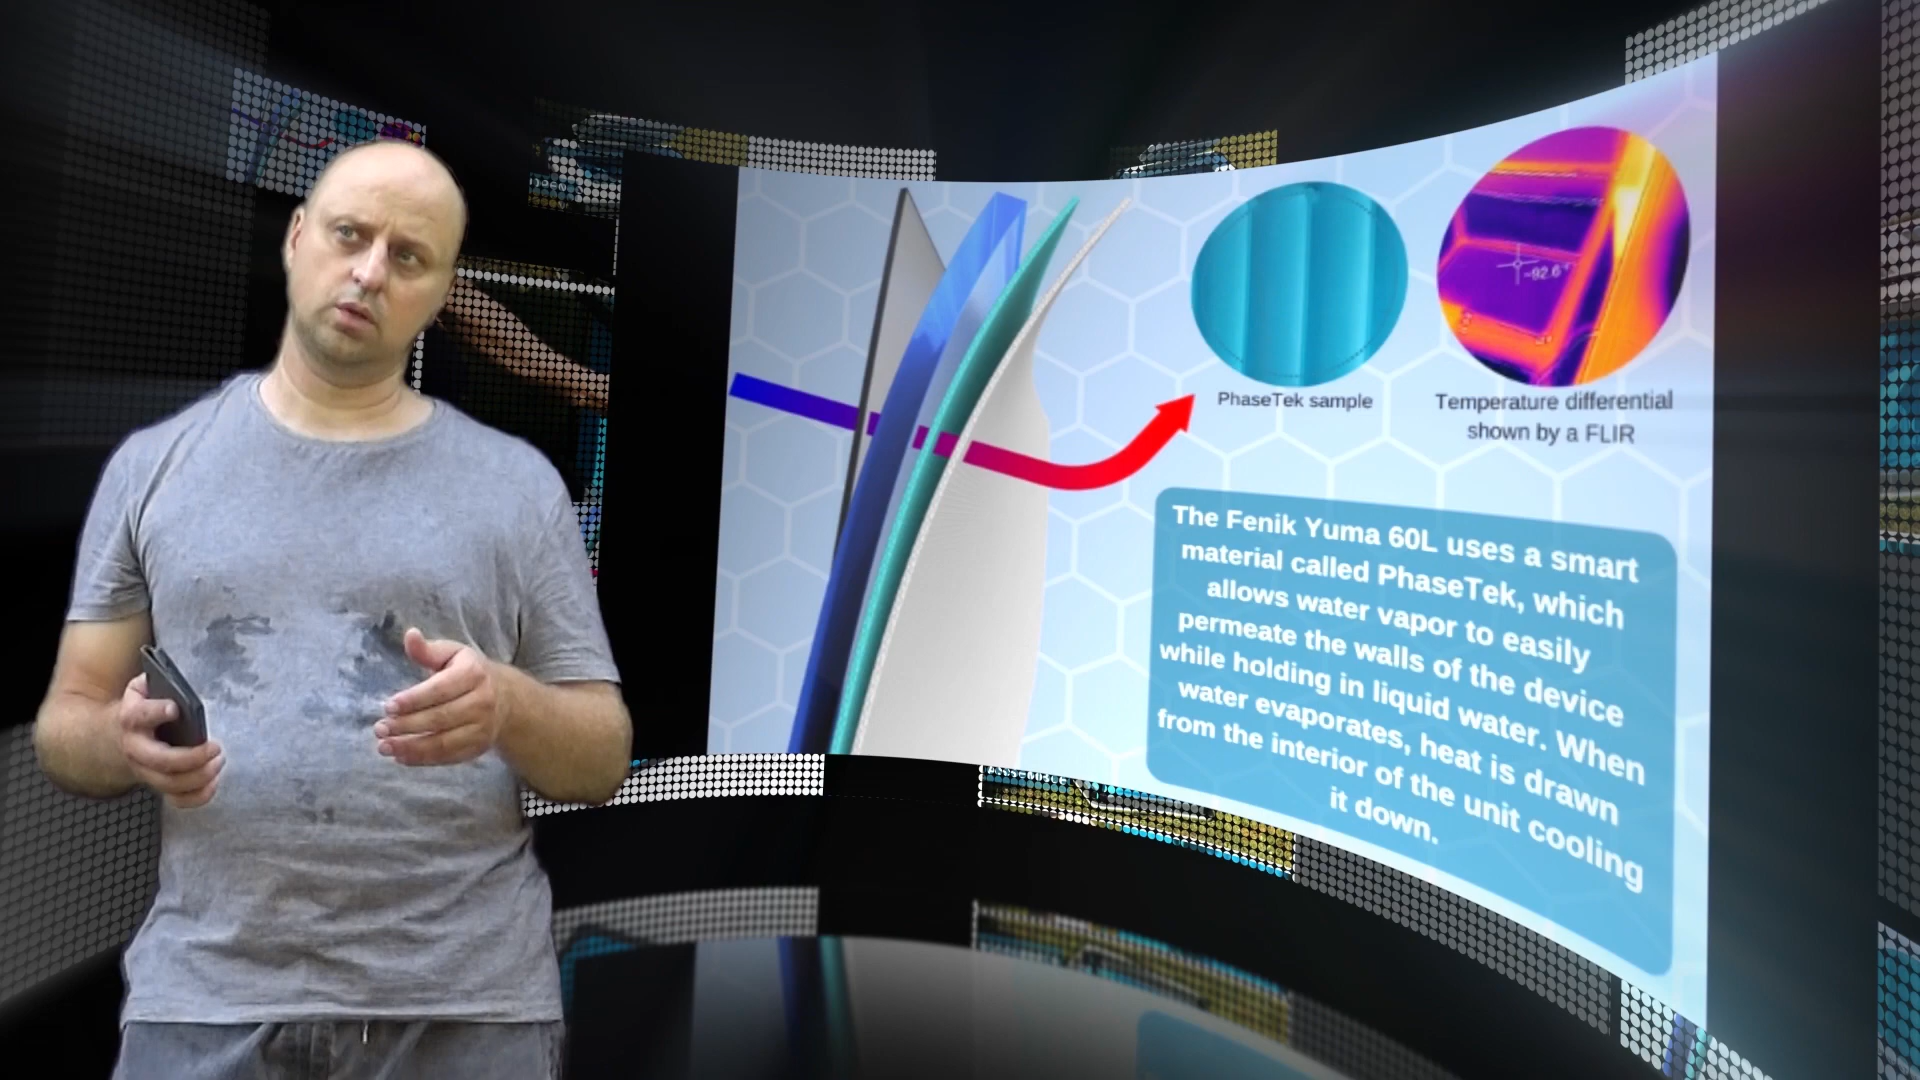 ~92.6°
PhaseTek sample
Temperature differential
shown by a FLIR
The Fenik Yuma 60L uses a smart
material called PhaseTek, which
allows water vapor to easily
permeate the walls of the device
while holding in liquid water. When
water evaporates, heat is drawn
from the interior of the unit cooling
it down.